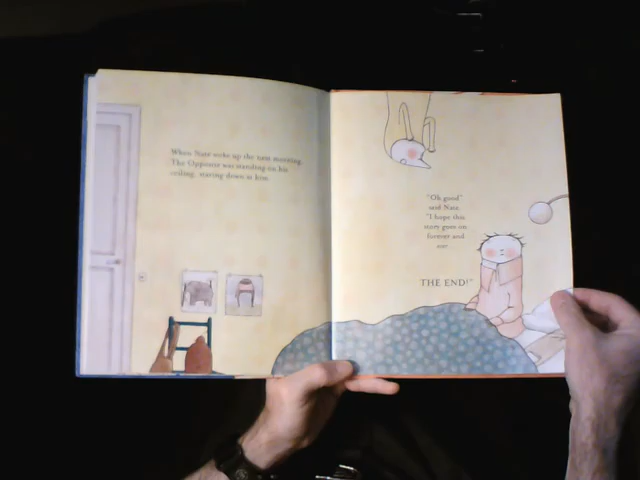 When Nate woke up the next morning,
The Opposite was standing on his
ceiling, staring down at him.
"Oh good"
said Nate.
"I hope this
story goes on
forever and
ever
THE END!"